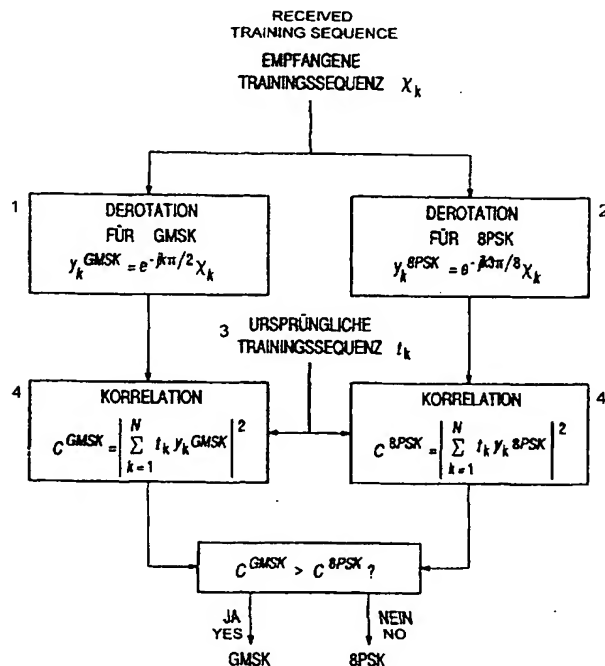 RECEIVED
TRAINING SEQUENCE
EMPFANGENE
TRAININGSSEQUENZ χk
1
DEROTATION
FÜR GMSK
yk^GMSK = e^-jkπ/2 χk
2
DEROTATION
FÜR 8PSK
yk^8PSK = e^-jk3π/8 χk
3 URSPRÜNGLICHE
TRAININGSSEQUENZ tk
4
KORRELATION
C^GMSK = |N∑k=1 tk yk^GMSK|^2
4
KORRELATION
C^8PSK = |N∑k=1 tk yk^8PSK|^2
C^GMSK > C^8PSK ?
JA
YES
NEIN
NO
GMSK
8PSK